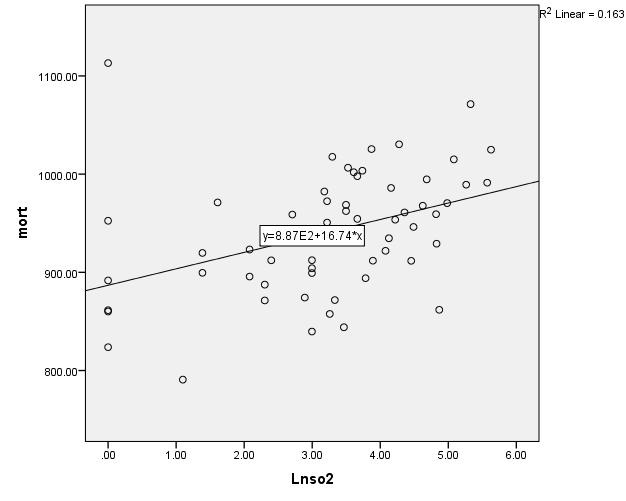 R2 Linear = 0.163
1100.00
1000.00
900.00
800.00
mort
y=8.87E2+16.74*x
.00 1.00 2.00 3.00 4.00 5.00 6.00
Lnso2